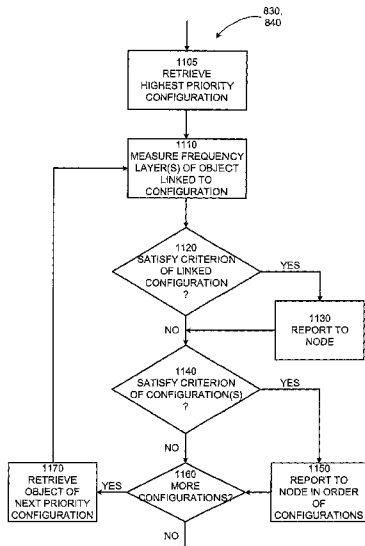 830,
840
1105
RETRIEVE
HIGHEST PRIORITY
CONFIGURATION
1110
MEASURE FREQUENCY
LAYER(S) OF OBJECT
LINKED TO
CONFIGURATION
1120
SATISFY CRITERION
OF LINKED
CONFIGURATION
?
YES
1130
REPORT TO
NODE
NO
1140
SATISFY CRITERION
OF CONFIGURATION(S)
?
YES
NO
1170
RETRIEVE
OBJECT OF
NEXT PRIORITY
CONFIGURATION
YES
1160
MORE
CONFIGURATIONS?
1150
REPORT TO
NODE IN ORDER
OF
CONFIGURATIONS
NO